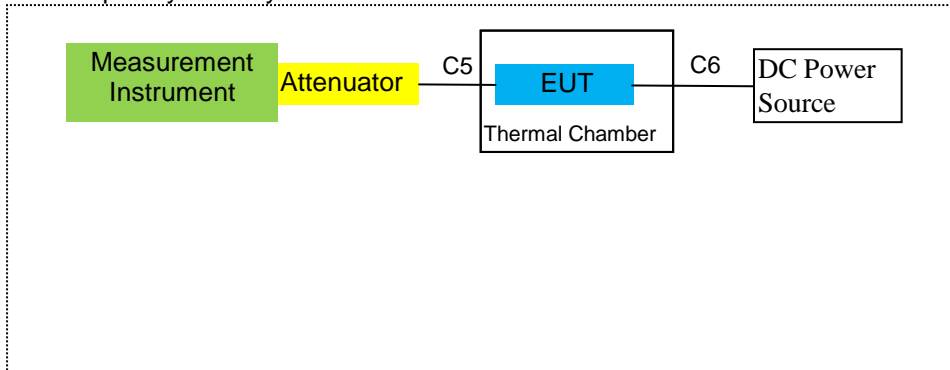 Measurement
Instrument
Attenuator
C5
EUT
Thermal Chamber
C6
DC Power
Source